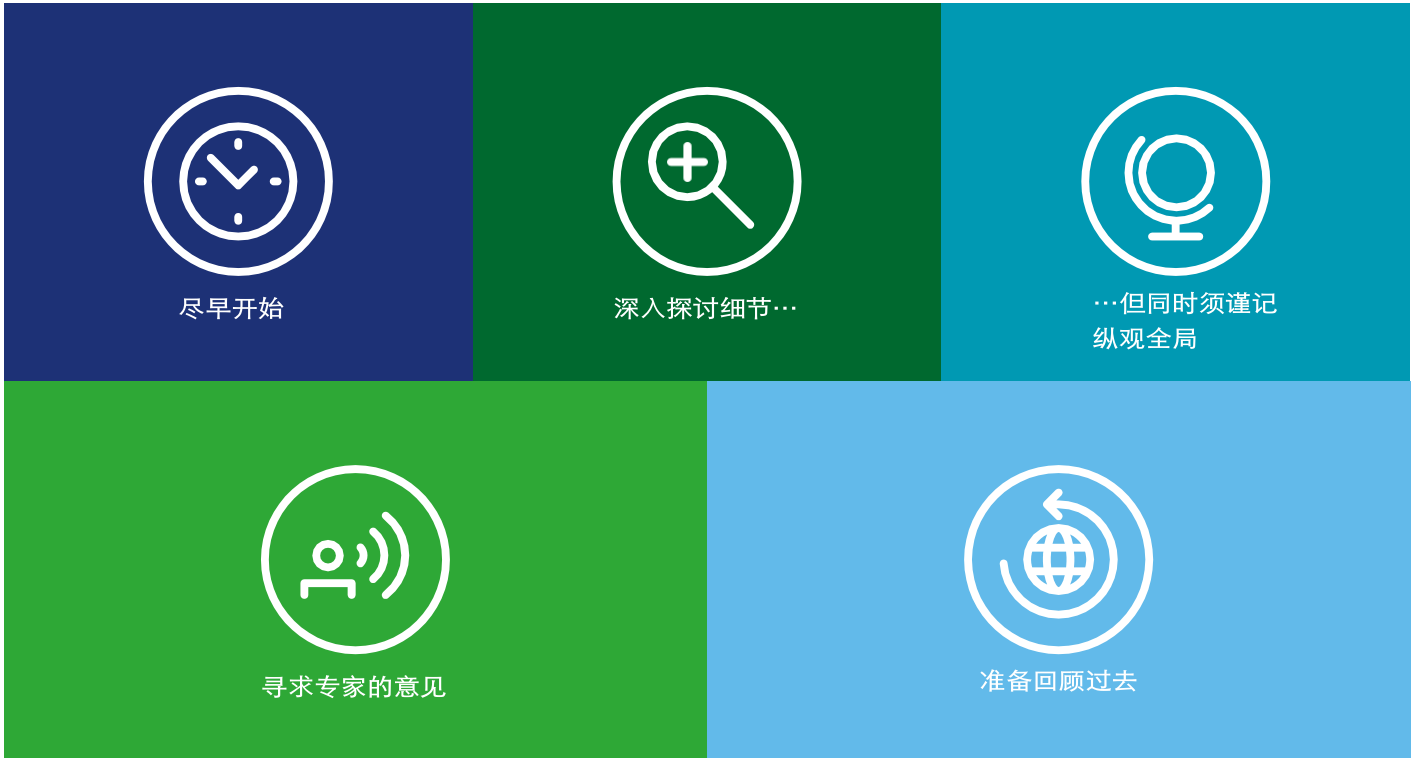 尽早开始
深入探讨细节…
…但同时须谨记
纵观全局
寻求专家的意见
准备回顾过去